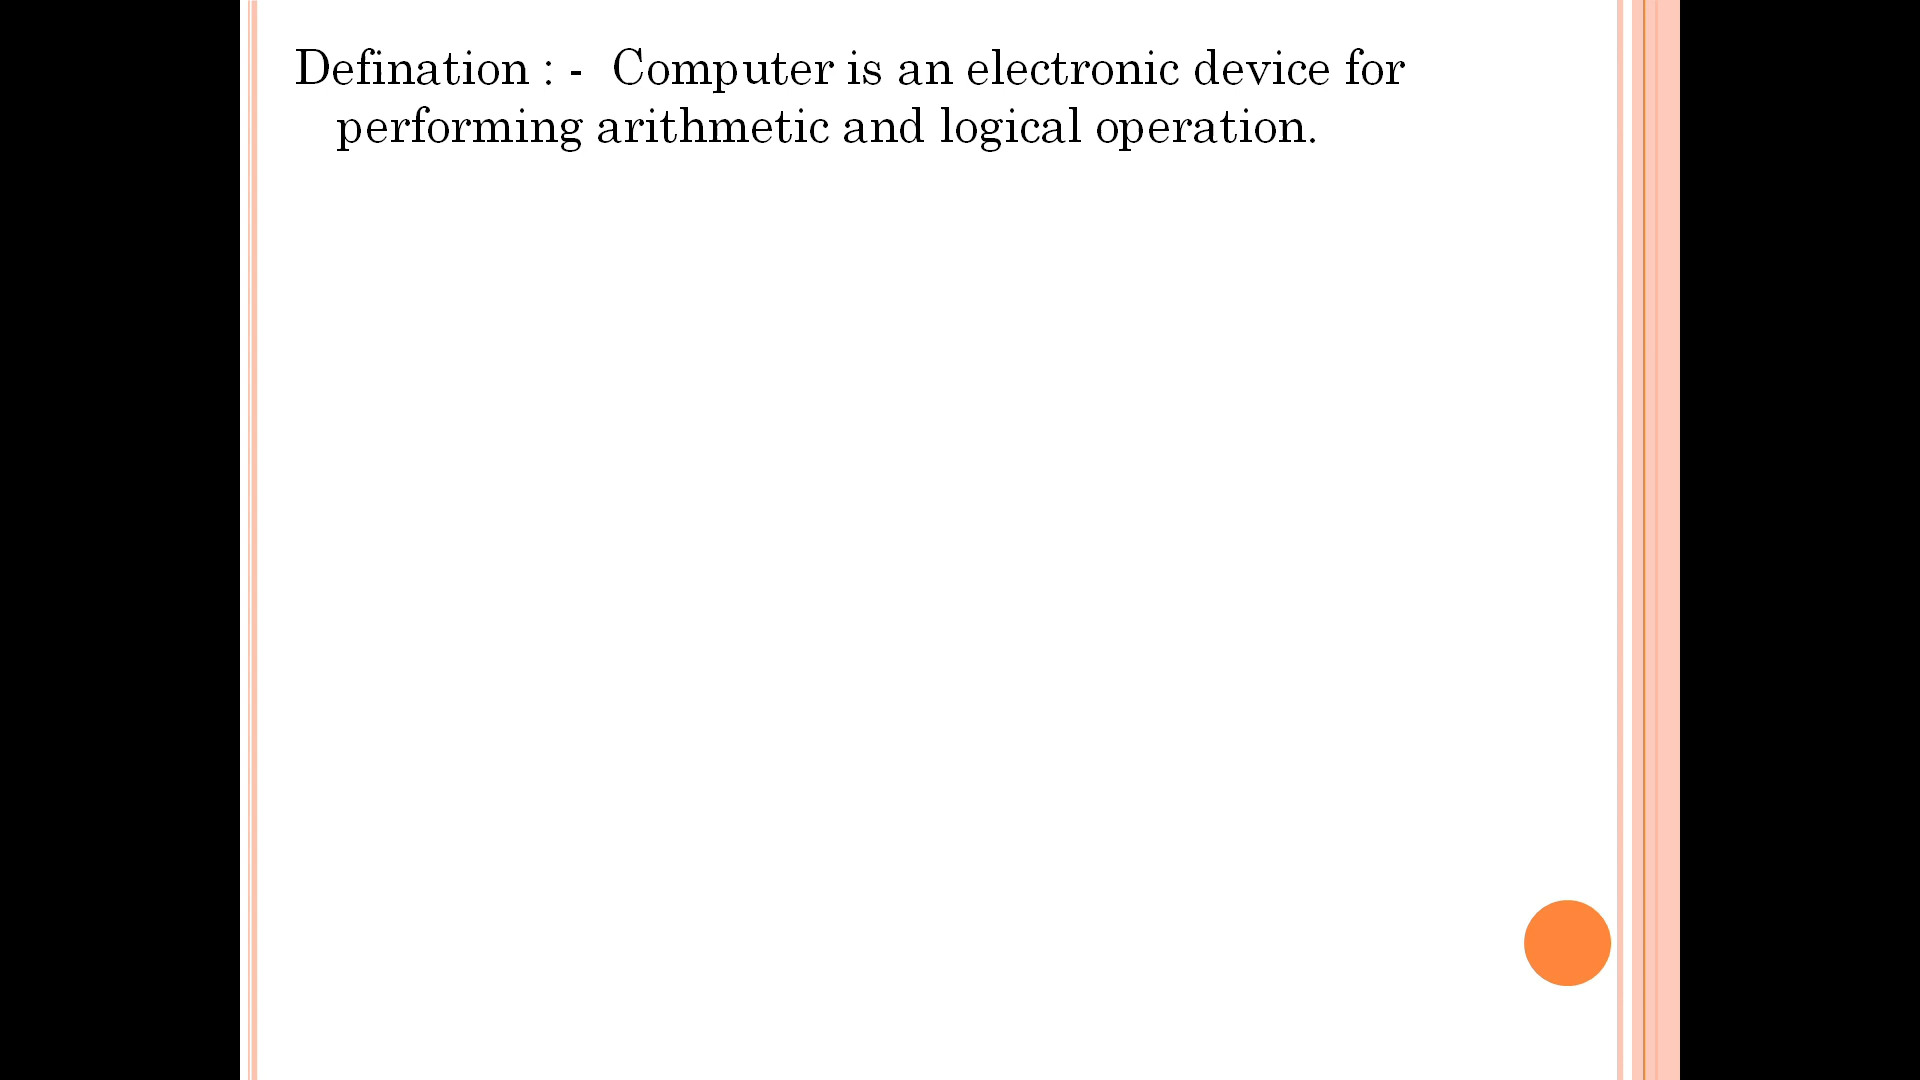 Defination : -  Computer is an electronic device for
performing arithmetic and logical operation.